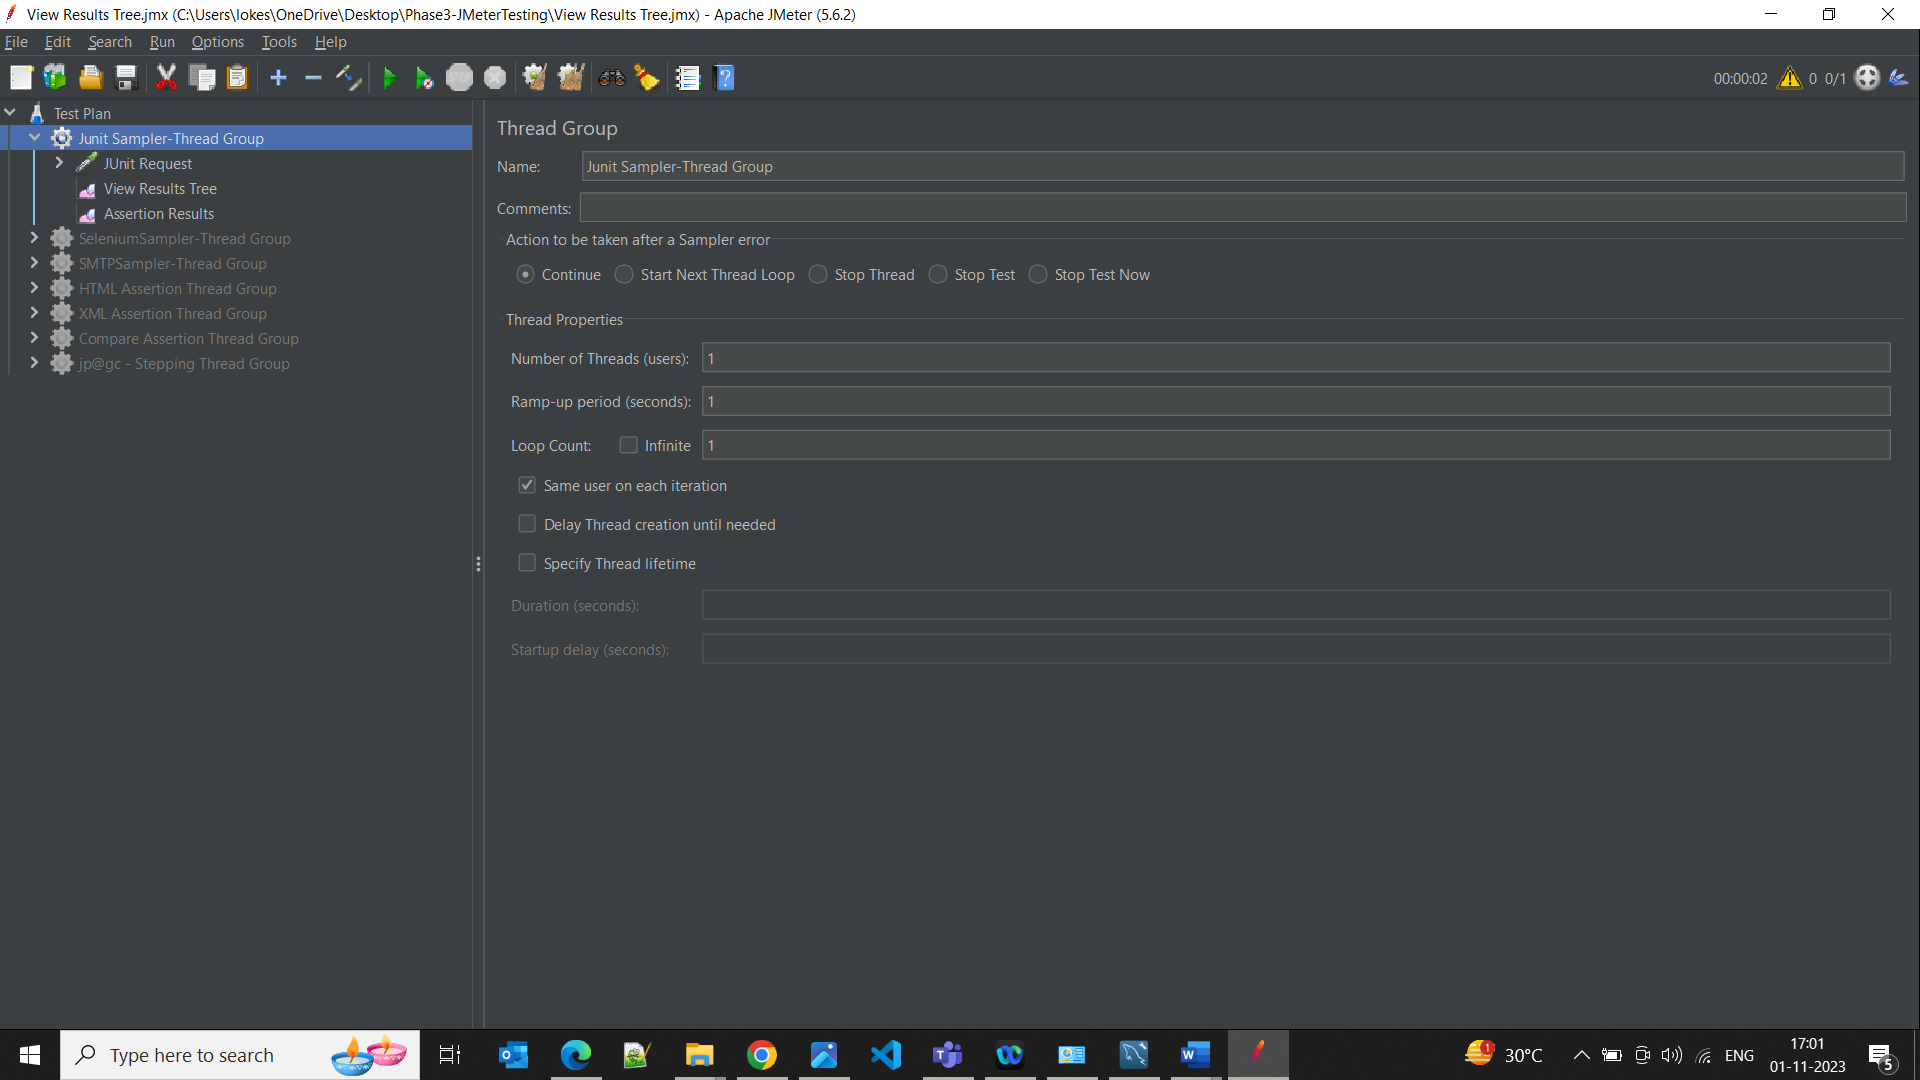 View Results Tree.jmx (C:\Users\lokes\OneDrive\Desktop\Phase3-JMeterTesting\View Results Tree.jmx) - Apache JMeter (5.6.2)
File Edit Search Run Options Tools Help
STOP
00:00:02 0 0/1
Test Plan
Junit Sampler-Thread Group
JUnit Request
View Results Tree
Assertion Results
SeleniumSampler-Thread Group
SMTPSampler-Thread Group
HTML Assertion Thread Group
XML Assertion Thread Group
Compare Assertion Thread Group
jp@gc - Stepping Thread Group
Thread Group
Name: Junit Sampler-Thread Group
Comments:
Action to be taken after a Sampler error
Continue Start Next Thread Loop Stop Thread Stop Test Stop Test Now
Thread Properties
Number of Threads (users): 1
Ramp-up period (seconds): 1
Loop Count: Infinite 1
Same user on each iteration
Delay Thread creation until needed
Specify Thread lifetime
Duration (seconds):
Startup delay (seconds):
Type here to search
1 30°C
ENG
17:01
01-11-2023
5